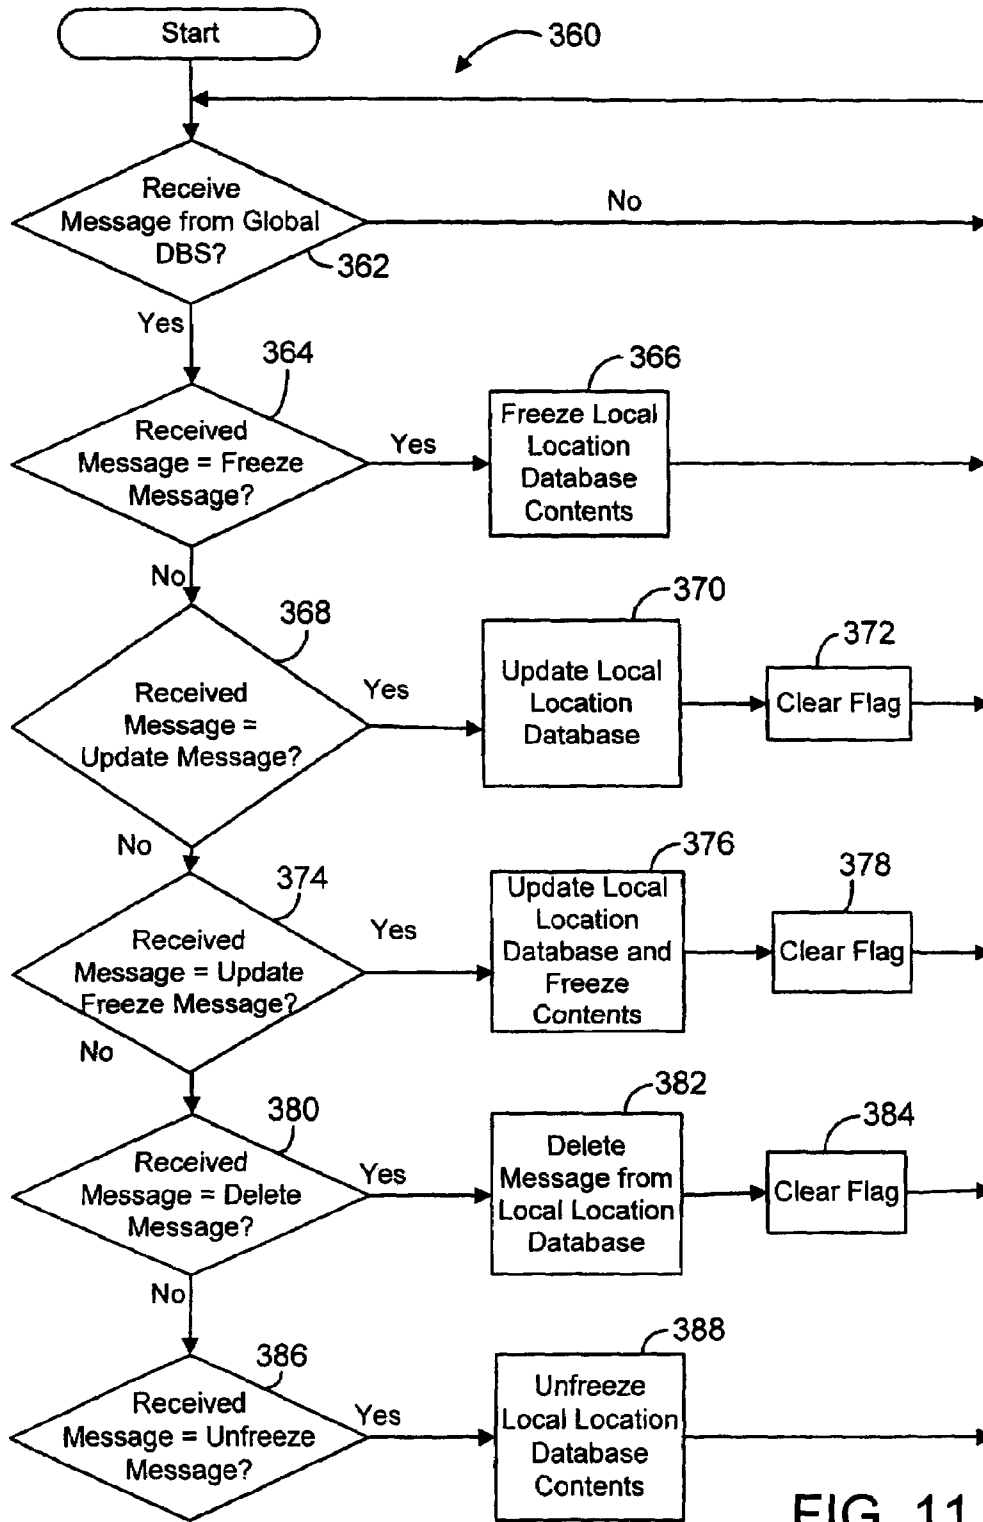 Start
360
Receive
Message from Global
DBS?
No
362
Yes
364
366
Received
Message = Freeze
Message?
Yes
Freeze Local
Location
Database
Contents
No
368
370
372
Received
Message =
Update Message?
Yes
Update Local
Location
Database
Clear Flag
No
374
376
378
Received
Message = Update
Freeze Message?
Yes
Update Local
Location
Database and
Freeze
Contents
Clear Flag
No
380
382
384
Received
Message = Delete
Message?
Yes
Delete
Message from
Local Location
Database
Clear Flag
No
386
388
Received
Message = Unfreeze
Message?
Yes
Unfreeze
Local Location
Database
Contents
FIG. 11